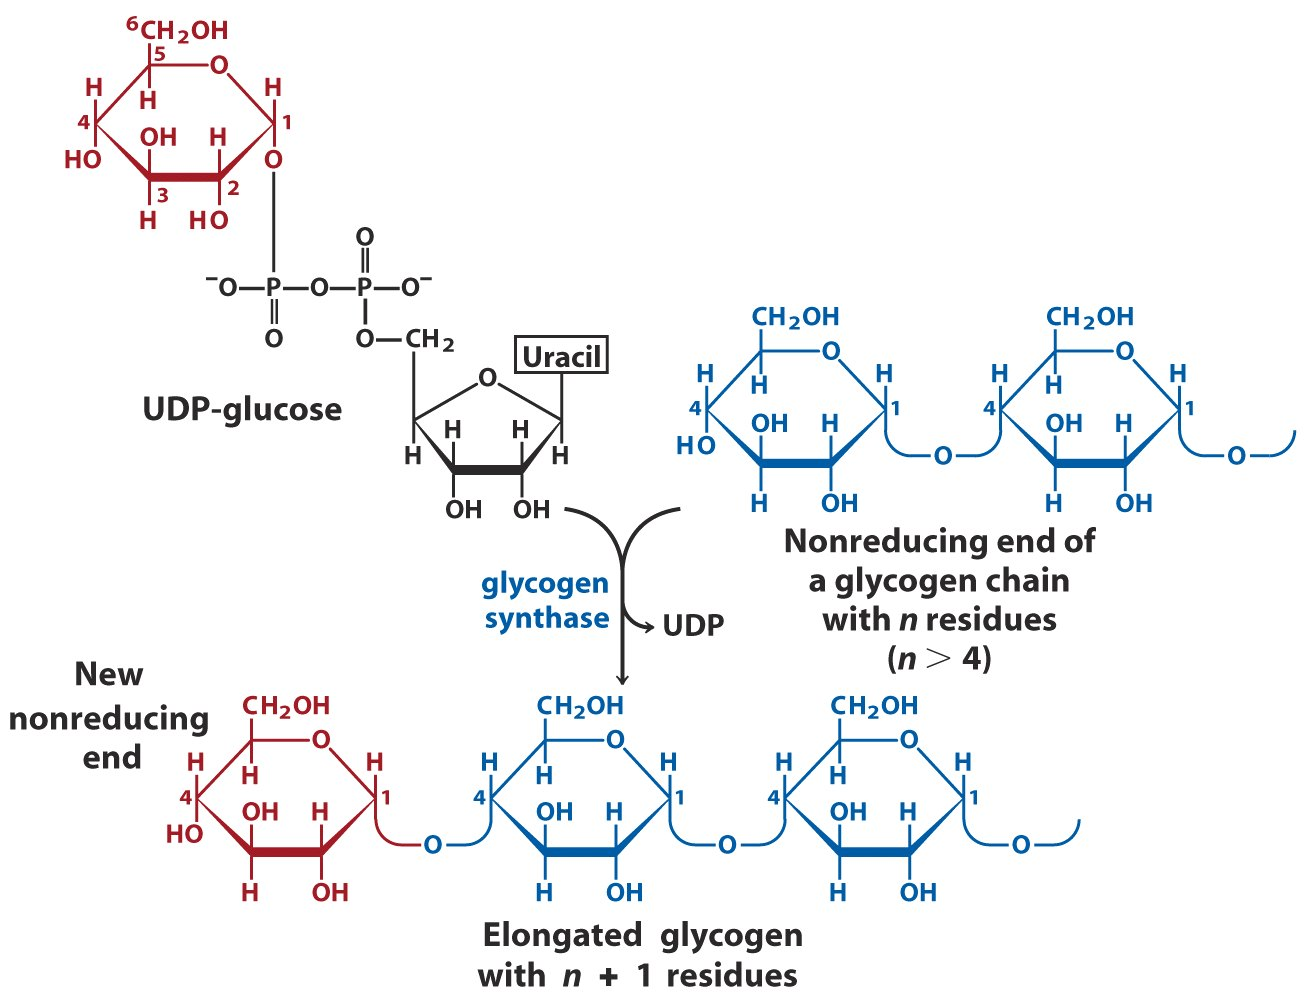 6CH2OH
5
O
H
H
H
4
1
OH
H
HO
O
3
2
H
HO
O
−O—P—O—P—O−
O
O—CH2
Uracil
O
UDP-glucose
H
H
H
H
OH
OH
CH2OH
CH2OH
O
O
H
H
H
H
H
H
4
1
4
1
OH
H
OH
H
HO
O
O
H
OH
H
OH
Nonreducing end of
a glycogen chain
with n residues
(n > 4)
glycogen
synthase
UDP
New
nonreducing
end
CH2OH
CH2OH
CH2OH
O
O
O
H
H
H
H
H
H
H
H
H
4
1
4
1
4
1
OH
H
OH
H
OH
H
HO
O
O
O
H
OH
H
OH
H
OH
Elongated glycogen
with n + 1 residues